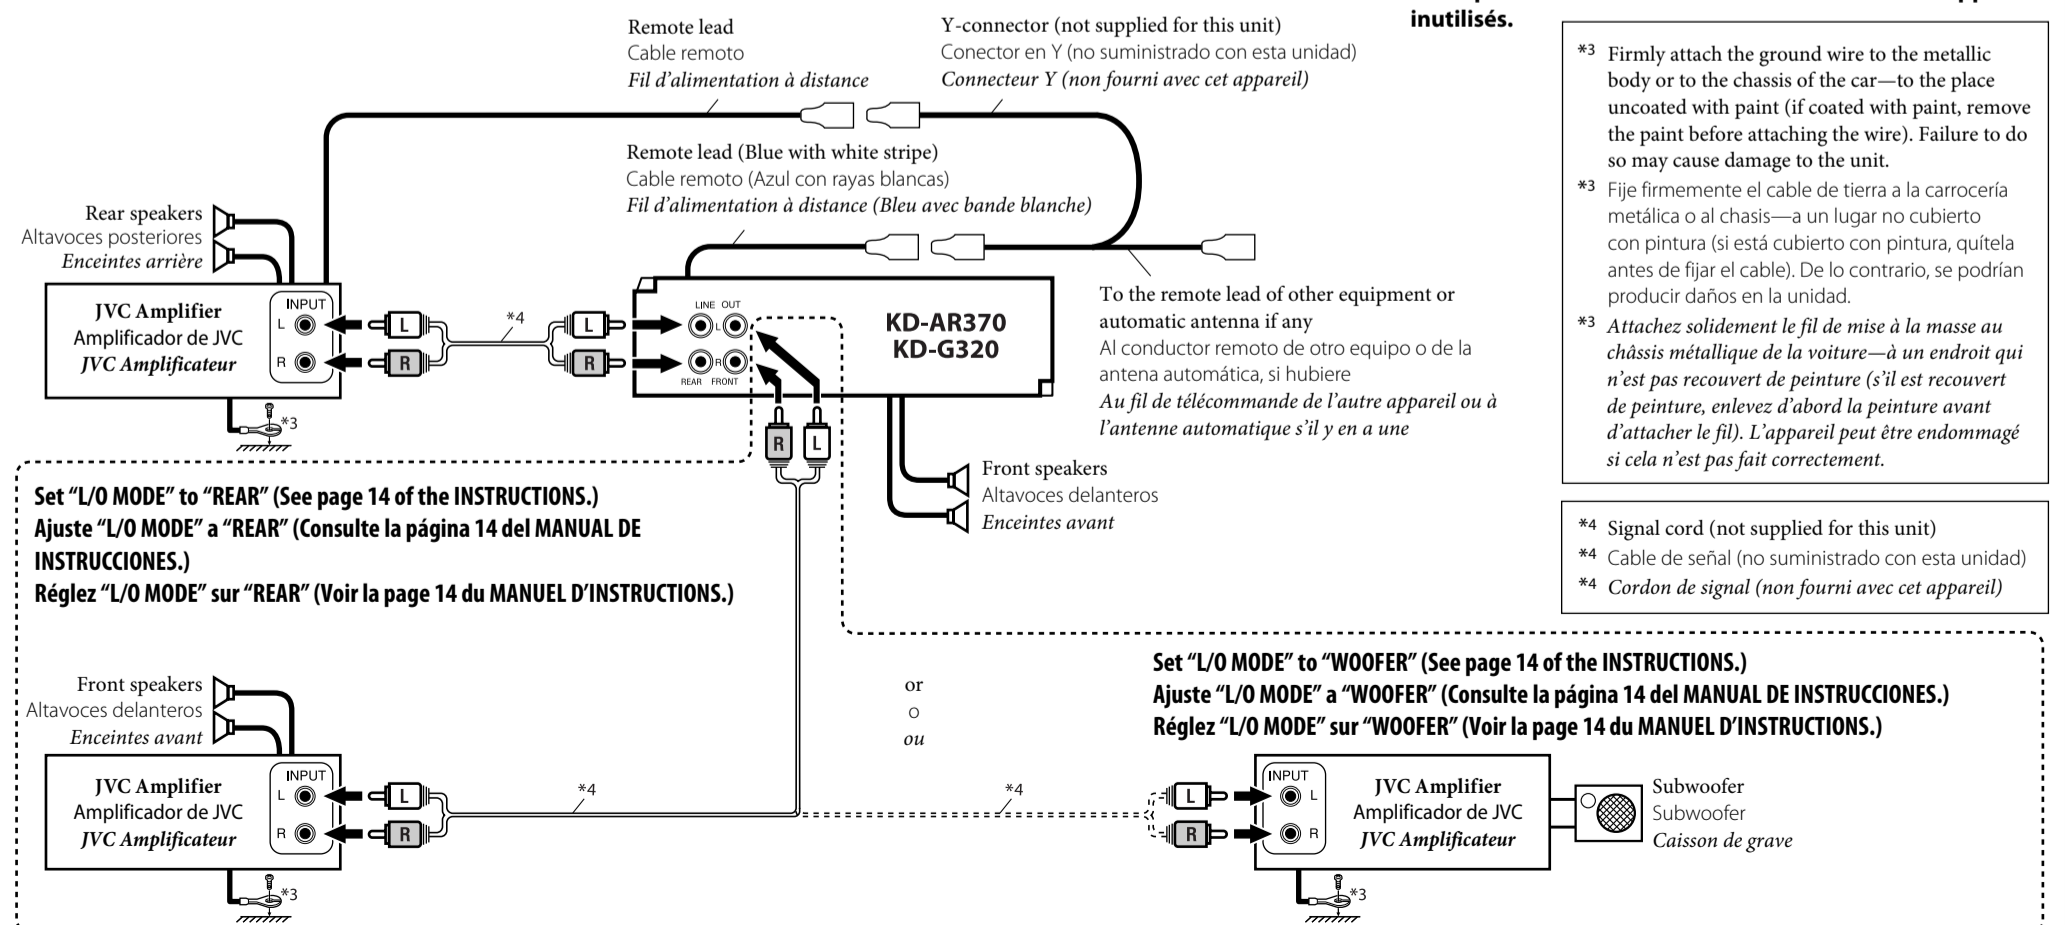 inutilisés.
Remote lead
Cable remoto
Fil d’alimentation à distance
Y-connector (not supplied for this unit)
Conector en Y (no suministrado con esta unidad)
Connecteur Y (non fourni avec cet appareil)
Remote lead (Blue with white stripe)
Cable remoto (Azul con rayas blancas)
Fil d’alimentation à distance (Bleu avec bande blanche)
Rear speakers
Altavoces posteriores
Enceintes arrière
JVC Amplifier
Amplificador de JVC
JVC Amplificateur
INPUT
L
R
L
R
*4
L
R
*3
LINE OUT
L
R
REAR FRONT
KD-AR370
KD-G320
R
L
To the remote lead of other equipment or
automatic antenna if any
Al conductor remoto de otro equipo o de la
antena automática, si hubiere
Au fil de télécommande de l’autre appareil ou à
l’antenne automatique s’il y en a une
Front speakers
Altavoces delanteros
Enceintes avant
*3 Firmly attach the ground wire to the metallic
body or to the chassis of the car—to the place
uncoated with paint (if coated with paint, remove
the paint before attaching the wire). Failure to do
so may cause damage to the unit.
*3 Fije firmemente el cable de tierra a la carrocería
metálica o al chasis—a un lugar no cubierto
con pintura (si está cubierto con pintura, quítela
antes de fijar el cable). De lo contrario, se podrían
producir daños en la unidad.
*3 Attachez solidement le fil de mise à la masse au
châssis métallique de la voiture—à un endroit qui
n’est pas recouvert de peinture (s’il est recouvert
de peinture, enlevez d’abord la peinture avant
d’attacher le fil). L’appareil peut être endommagé
si cela n’est pas fait correctement.
*4 Signal cord (not supplied for this unit)
*4 Cable de señal (no suministrado con esta unidad)
*4 Cordon de signal (non fourni avec cet appareil)
Set “L/O MODE” to “REAR” (See page 14 of the INSTRUCTIONS.)
Ajuste “L/O MODE” a “REAR” (Consulte la página 14 del MANUAL DE
INSTRUCCIONES.)
Réglez “L/O MODE” sur “REAR” (Voir la page 14 du MANUEL D’INSTRUCTIONS.)
Front speakers
Altavoces delanteros
Enceintes avant
JVC Amplifier
Amplificador de JVC
JVC Amplificateur
INPUT
L
R
L
R
*4
*3
or
o
ou
*4
Set “L/O MODE” to “WOOFER” (See page 14 of the INSTRUCTIONS.)
Ajuste “L/O MODE” a “WOOFER” (Consulte la página 14 del MANUAL DE INSTRUCCIONES.)
Réglez “L/O MODE” sur “WOOFER” (Voir la page 14 du MANUEL D’INSTRUCTIONS.)
L
R
INPUT
L
R
JVC Amplifier
Amplificador de JVC
JVC Amplificateur
*3
Subwoofer
Subwoofer
Caisson de grave